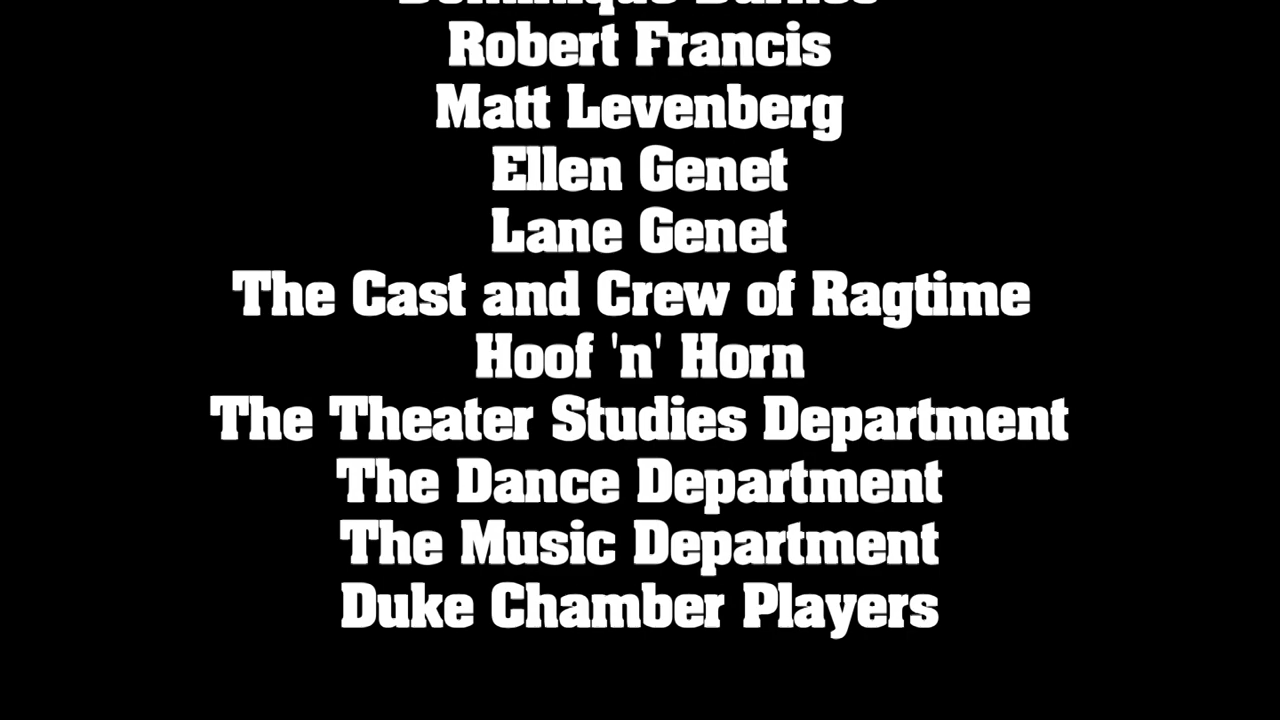 Robert Francis
Matt Levenberg
Ellen Genet
Lane Genet
The Cast and Crew of Ragtime
Hoof 'n' Horn
The Theater Studies Department
The Dance Department
The Music Department
Duke Chamber Players